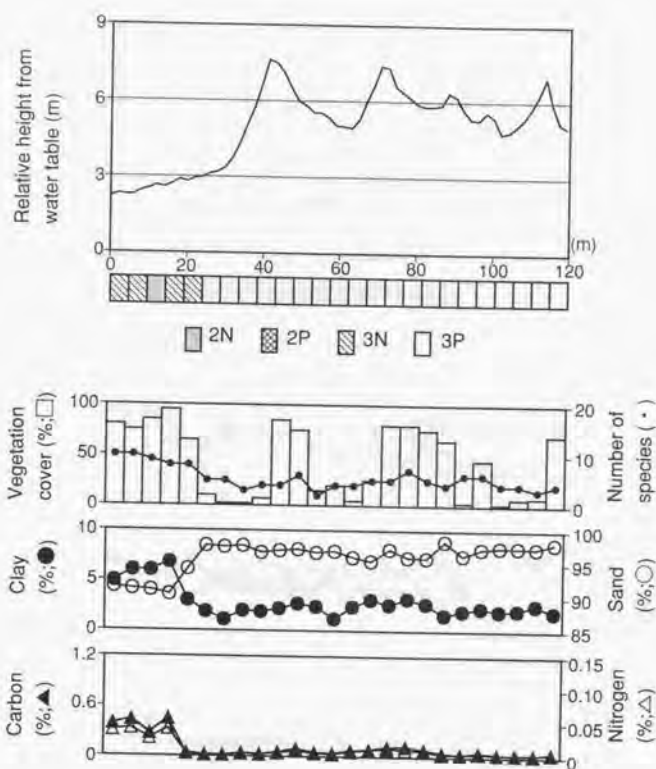 Relative height from
water table (m)
9
6
3
0
0 20 40 60 80 100 120
(m)
2N 2P 3N 3P
Vegetation
cover (%;□)
100
50
0
20
10
0
Number of
species (•)
Clay
(%;●)
10
5
0
100
95
90
85
Sand
(%;○)
Carbon
(%;▲)
1.2
0.6
0
0.15
0.10
0.05
0
Nitrogen
(%;△)